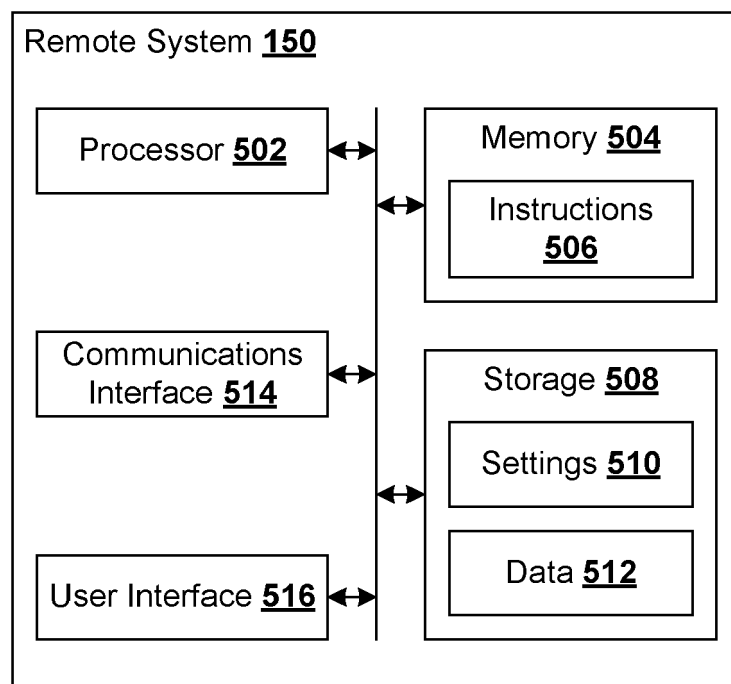 Remote System 150
Processor 502
Memory 504
Instructions
506
Communications
Interface 514
Storage 508
Settings 510
Data 512
User Interface 516